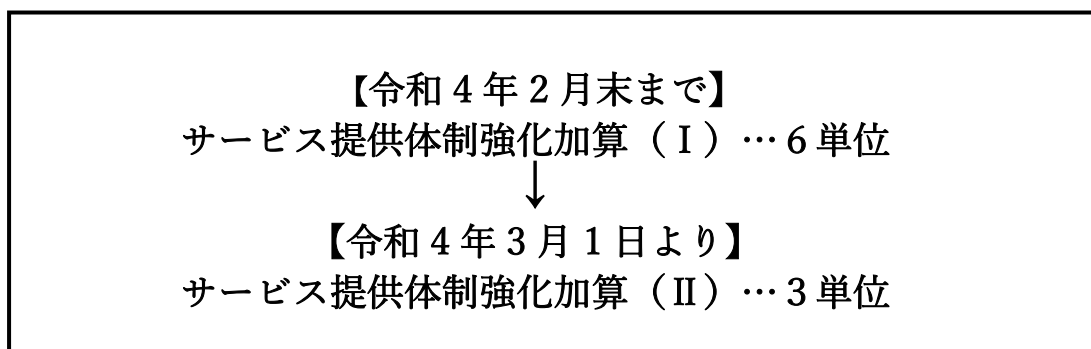 【令和4年2月末まで】
サービス提供体制強化加算（Ⅰ）…6単位
↓
【令和4年3月1日より】
サービス提供体制強化加算（Ⅱ）…3単位